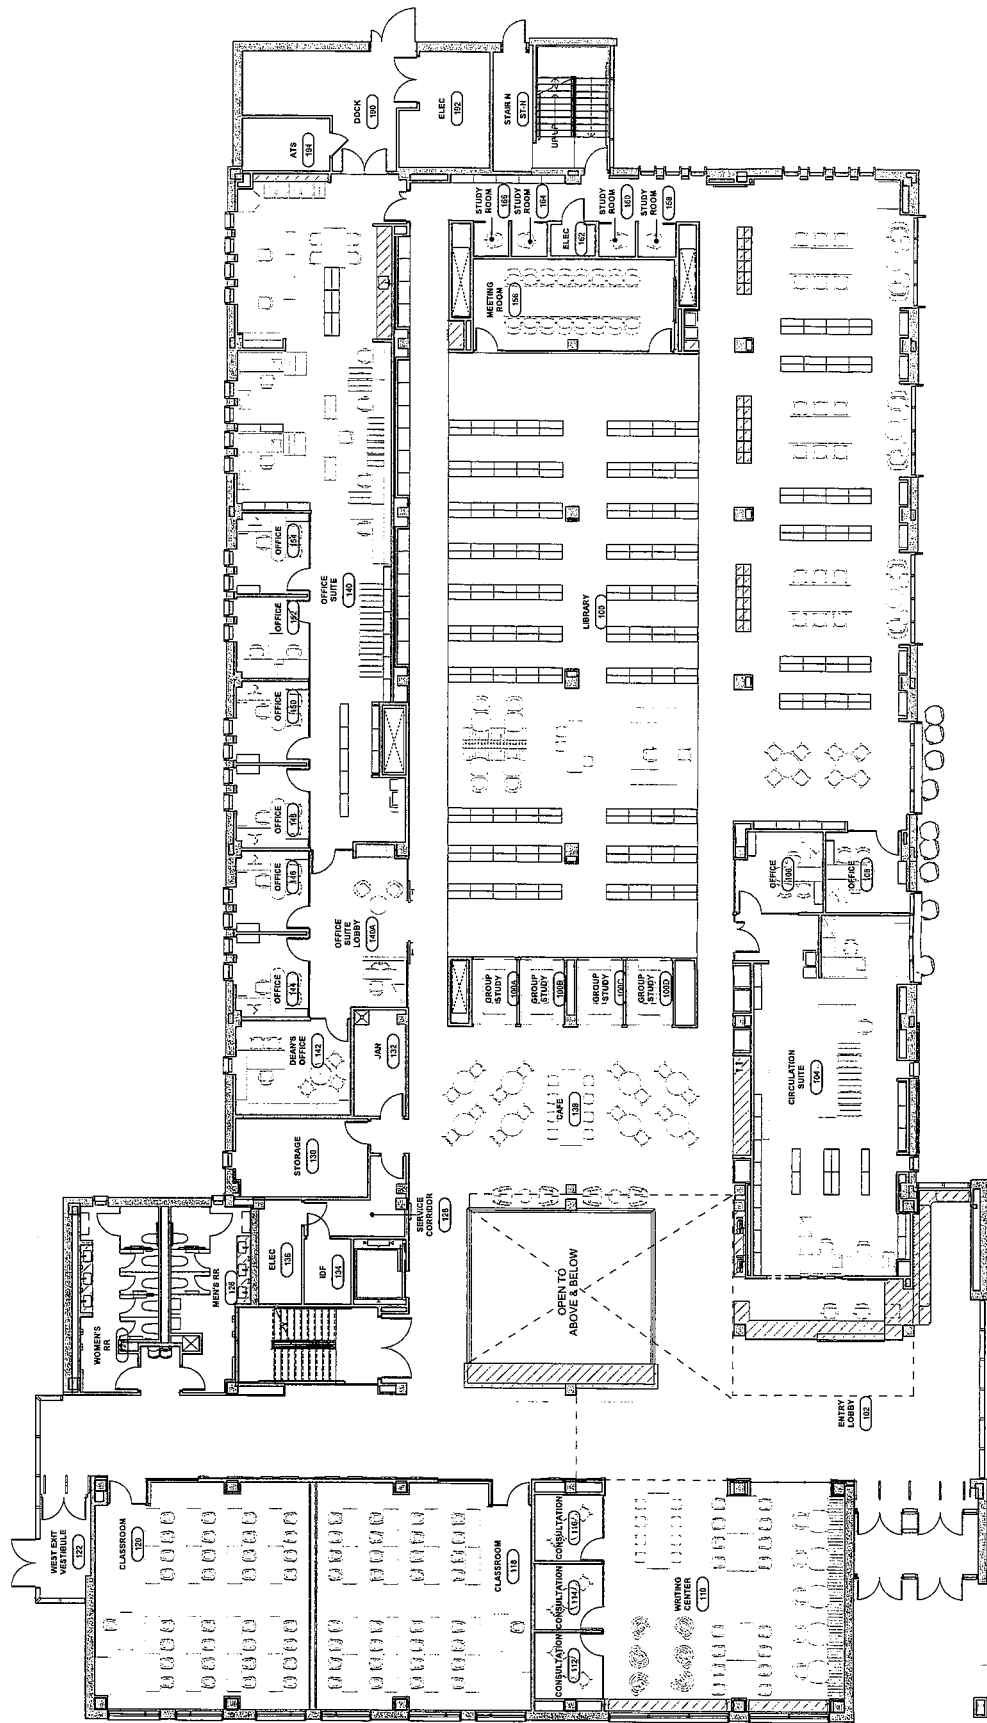 DOCK
190
ELEC
192
STAIR N
ST-N
ATS
194
STUDY
ROOM
166
STUDY
ROOM
164
ELEC
162
STUDY
ROOM
160
STUDY
ROOM
158
MEETING
ROOM
156
OFFICE
154
OFFICE
152
OFFICE
150
OFFICE
148
OFFICE
146
OFFICE
144
OFFICE
SUITE
140
OFFICE
SUITE
LOBBY
140A
LIBRARY
100
OFFICE
106
OFFICE
108
GROUP
STUDY
100A
GROUP
STUDY
100B
GROUP
STUDY
100C
GROUP
STUDY
100D
DEAN'S
OFFICE
142
JAN
132
CIRCULATION
SUITE
104
CAFE
138
STORAGE
130
SERVICE
CORRIDOR
128
ELEC
136
IDF
134
MEN'S RR
126
WOMEN'S
RR
OPEN TO
ABOVE & BELOW
ENTRY
LOBBY
102
WEST EXIT
VESTIBULE
122
CLASSROOM
120
CLASSROOM
118
CONSULTATION
116
CONSULTATION
114
CONSULTATION
112
WRITING
CENTER
110